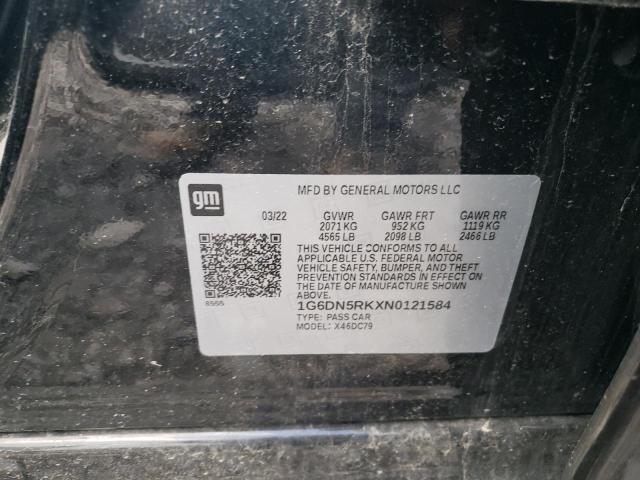 gm
MFD BY GENERAL MOTORS LLC
03/22 GVWR GAWR FRT GAWR RR
2071 KG 952 KG 1119 KG
4565 LB 2098 LB 2466 LB
THIS VEHICLE CONFORMS TO ALL
APPLICABLE U.S. FEDERAL MOTOR
VEHICLE SAFETY, BUMPER, AND THEFT
PREVENTION STANDARDS IN EFFECT ON
THE DATE OF MANUFACTURE SHOWN
ABOVE.
8555 1G6DN5RKXN0121584
TYPE: PASS CAR
MODEL: X46DC79